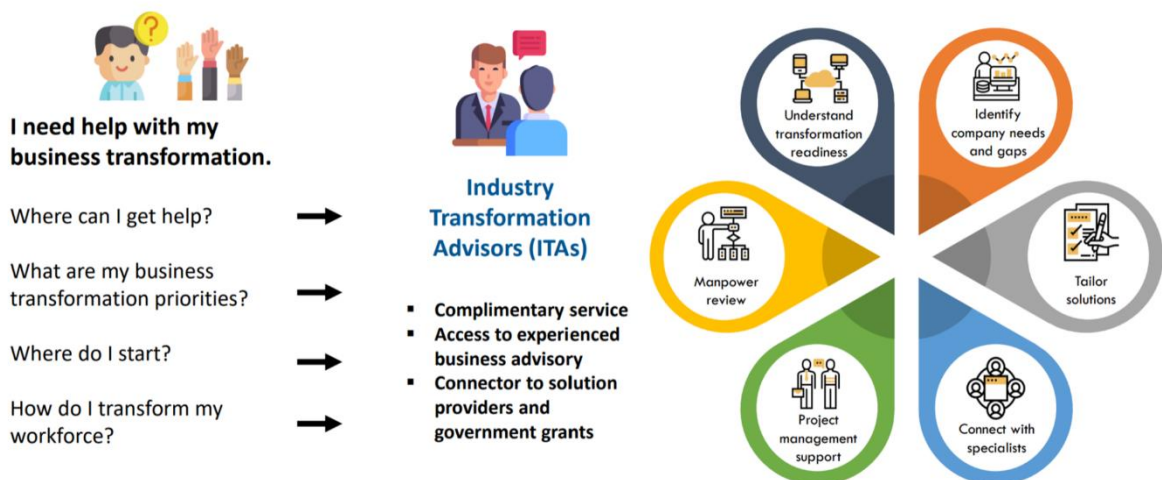 I need help with my
business transformation.
Where can I get help?
What are my business
transformation priorities?
Where do I start?
How do I transform my
workforce?
Industry
Transformation
Advisors (ITAs)
▪ Complimentary service
▪ Access to experienced
business advisory
▪ Connector to solution
providers and
government grants
Understand
transformation
readiness
Identify
company needs
and gaps
Manpower
review
Tailor
solutions
Project
management
support
Connect with
specialists